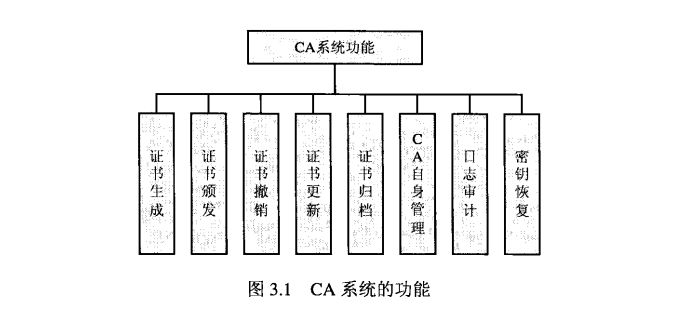 CA系统功能
证书生成
证书颁发
证书撤销
证书更新
证书归档
CA自身管理
日志审计
密钥恢复
图 3.1 CA 系统的功能